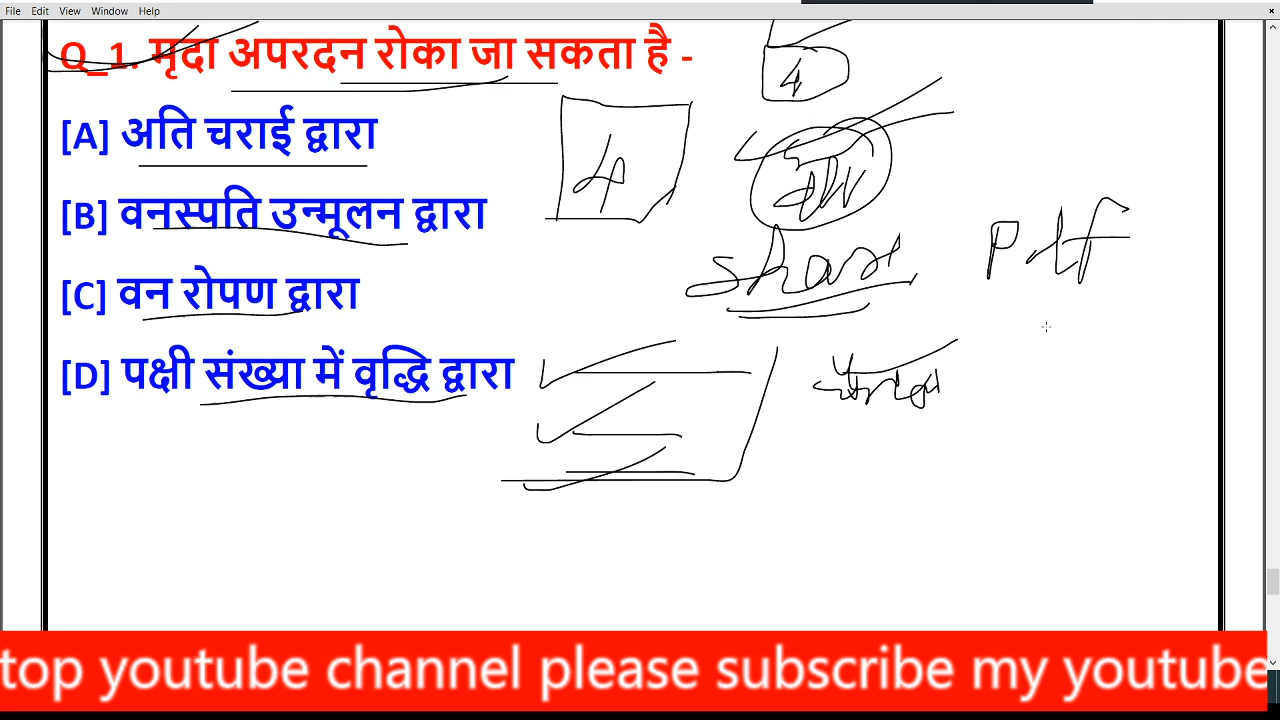 File Edit View Window Help
Q_1. मृदा अपरदन रोका जा सकता है -
4
[A] अति चराई द्वारा
4
[B] वनस्पति उन्मूलन द्वारा
Pdf
[C] वन रोपण द्वारा
[D] पक्षी संख्या में वृद्धि द्वारा
top youtube channel please subscribe my youtube